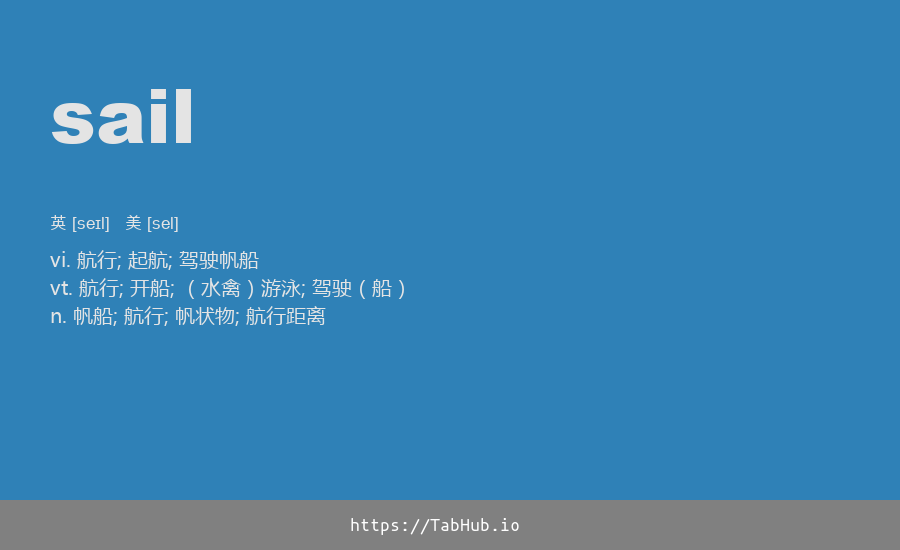 sail
英 [seɪl] 美 [sel]
vi. 航行; 起航; 驾驶帆船
vt. 航行; 开船; （水禽）游泳; 驾驶（船）
n. 帆船; 航行; 帆状物; 航行距离
https://TabHub.io